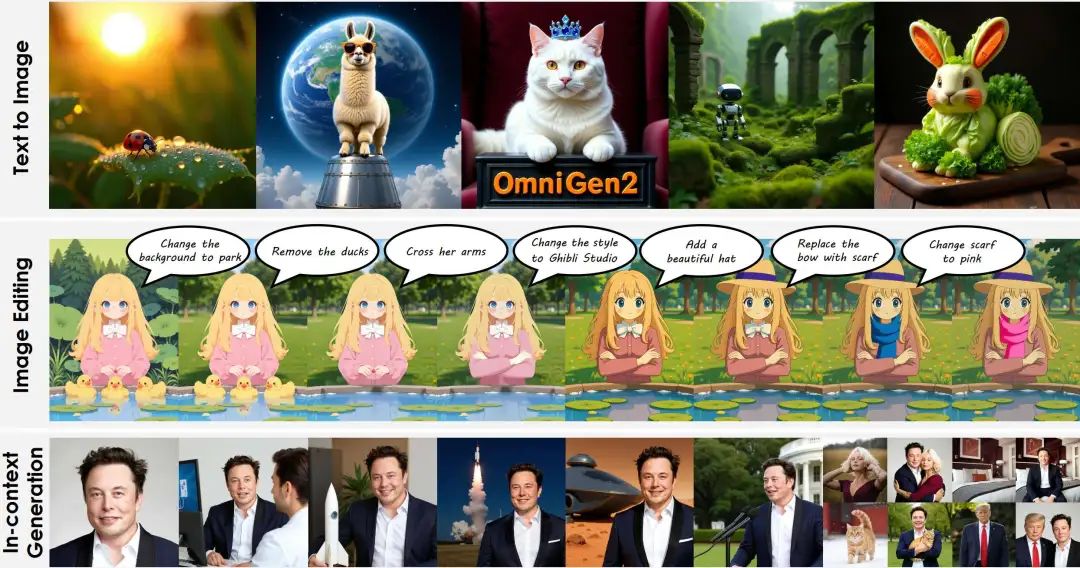 Text to Image
OmniGen2
Image Editing
Change the
background to park
Remove the ducks
Cross her arms
Change the style
to Ghibli Studio
Add a
beautiful hat
Replace the
bow with scarf
Change scarf
to pink
In-context
Generation